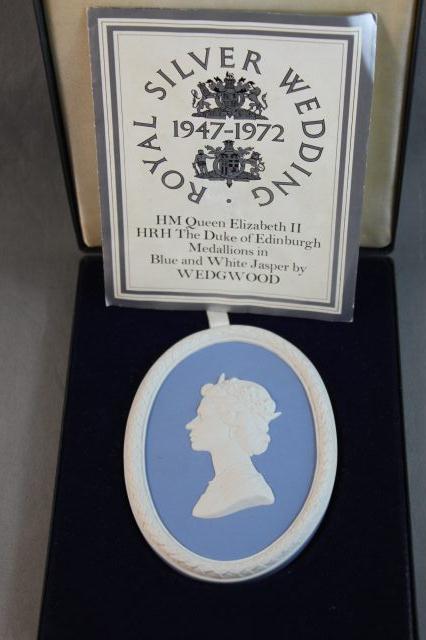 ROYAL SILVER WEDDING
1947-1972
HM Queen Elizabeth II
HRH The Duke of Edinburgh
Medallions in
Blue and White Jasper by
WEDGWOOD